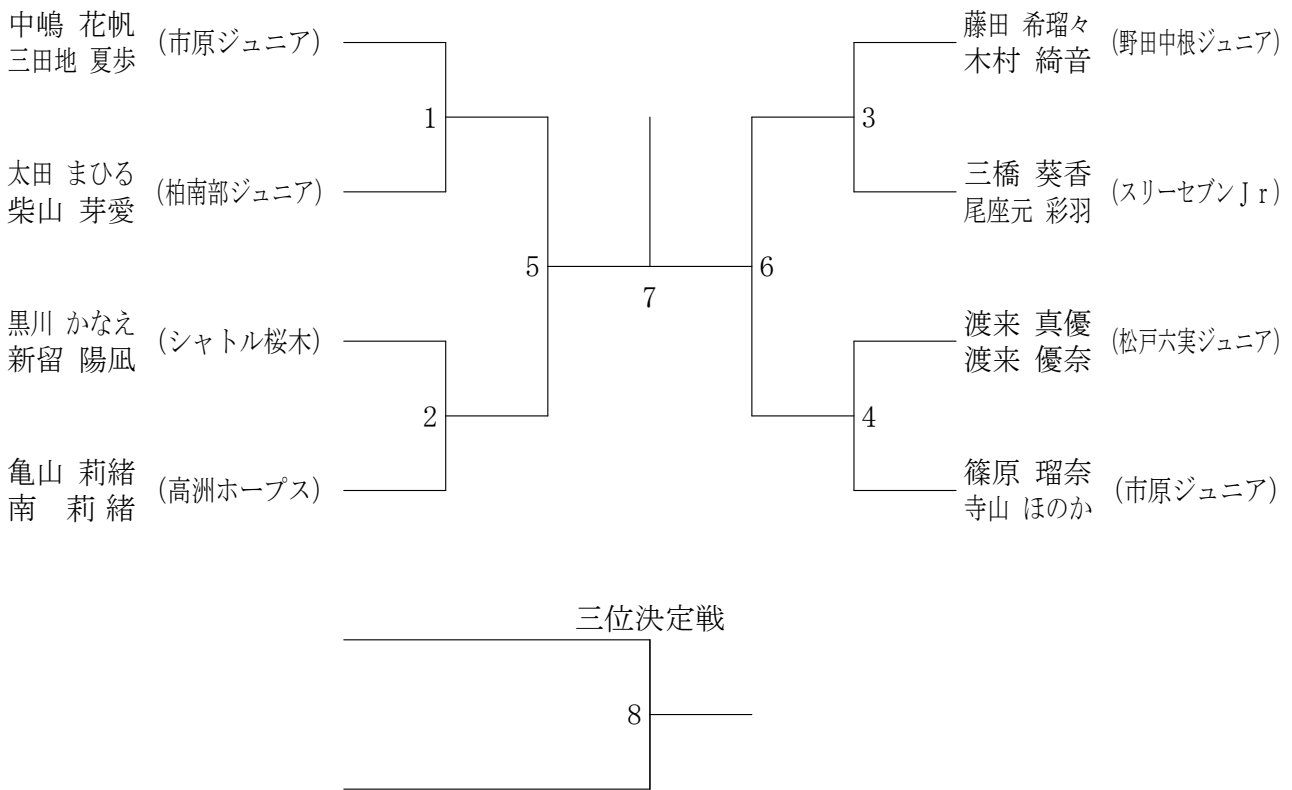 中嶋 花帆
三田地 夏歩
(市原ジュニア)
1
太田 まひる
柴山 芽愛
(柏南部ジュニア)
5
黒川 かなえ
新留 陽凪
(シャトル桜木)
2
亀山 莉緒
南 莉緒
(高洲ホープス)
7
藤田 希瑠々
木村 綺音
(野田中根ジュニア)
3
三橋 葵香
尾座元 彩羽
(スリーセブンJr)
6
渡来 真優
渡来 優奈
(松戸六実ジュニア)
4
篠原 瑠奈
寺山 ほのか
(市原ジュニア)
三位決定戦
8